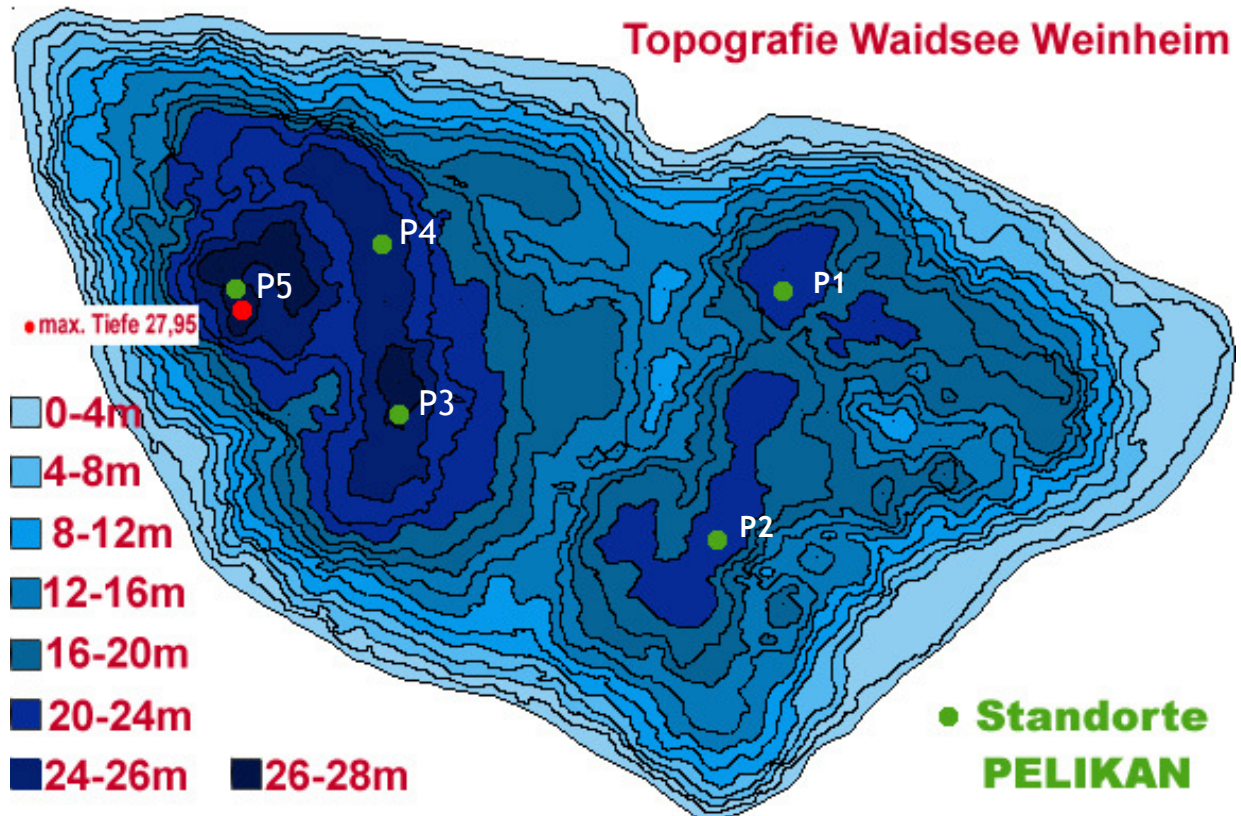 Topografie Waidsee Weinheim
P4
P5
P1
max. Tiefe 27,95
P3
0-4m
4-8m
8-12m
P2
12-16m
16-20m
20-24m
Standorte
24-26m
26-28m
PELIKAN